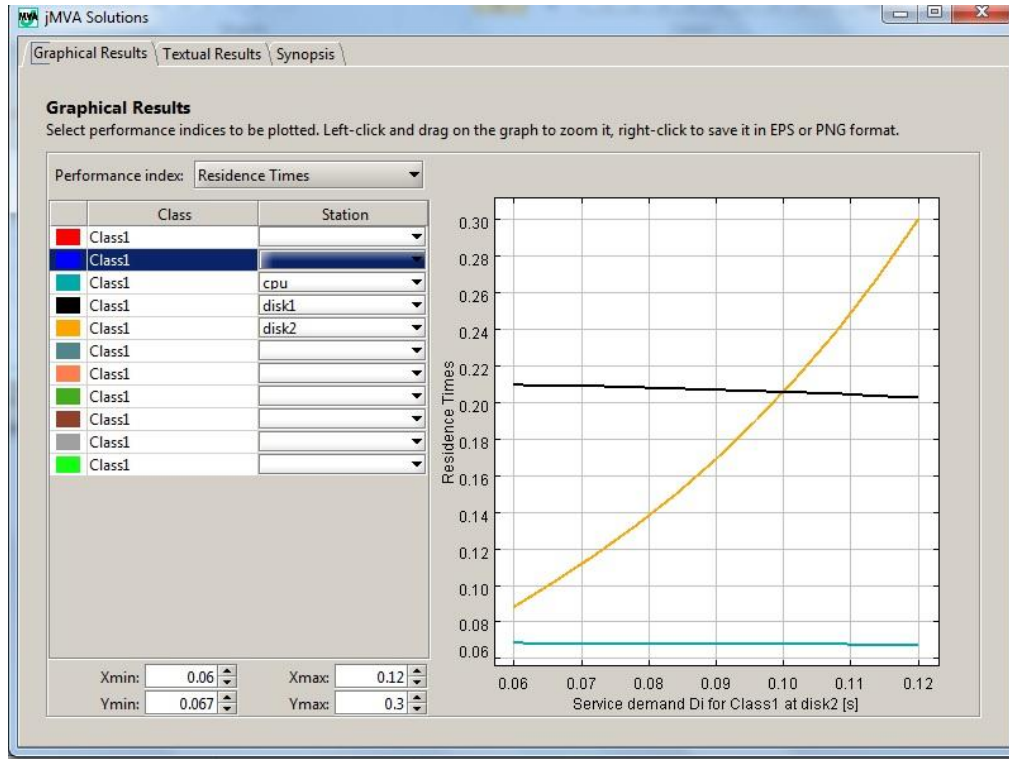 MVA jMVA Solutions
Graphical Results Textual Results Synopsis
Graphical Results
Select performance indices to be plotted. Left-click and drag on the graph to zoom it, right-click to save it in EPS or PNG format.
Performance index: Residence Times
Class Station
Class1
Class1
Class1 cpu
Class1 disk1
Class1 disk2
Class1
Class1
Class1
Class1
Class1
Class1
Xmin: 0.06 Xmax: 0.12
Ymin: 0.067 Ymax: 0.3
Residence Times
0.30
0.28
0.26
0.24
0.22
0.20
0.18
0.16
0.14
0.12
0.10
0.08
0.06
0.06 0.07 0.08 0.09 0.10 0.11 0.12
Service demand Di for Class1 at disk2 [s]